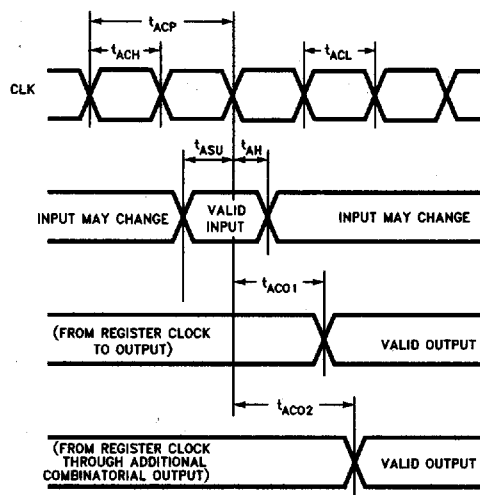 tACP
tACH
tACL
CLK
tASU
tAH
INPUT MAY CHANGE
VALID
INPUT
INPUT MAY CHANGE
tACO1
(FROM REGISTER CLOCK
TO OUTPUT)
VALID OUTPUT
tACO2
(FROM REGISTER CLOCK
THROUGH ADDITIONAL
COMBINATORIAL OUTPUT)
VALID OUTPUT